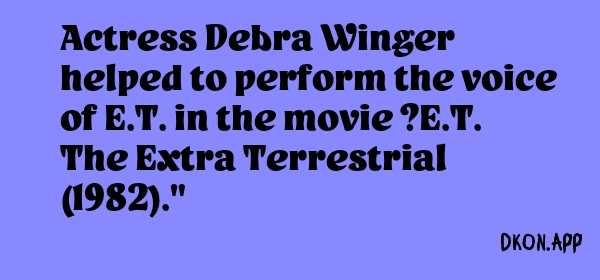 Actress Debra Winger
helped to perform the voice
of E.T. in the movie ?E.T.
The Extra Terrestrial
(1982)."
DKON.APP